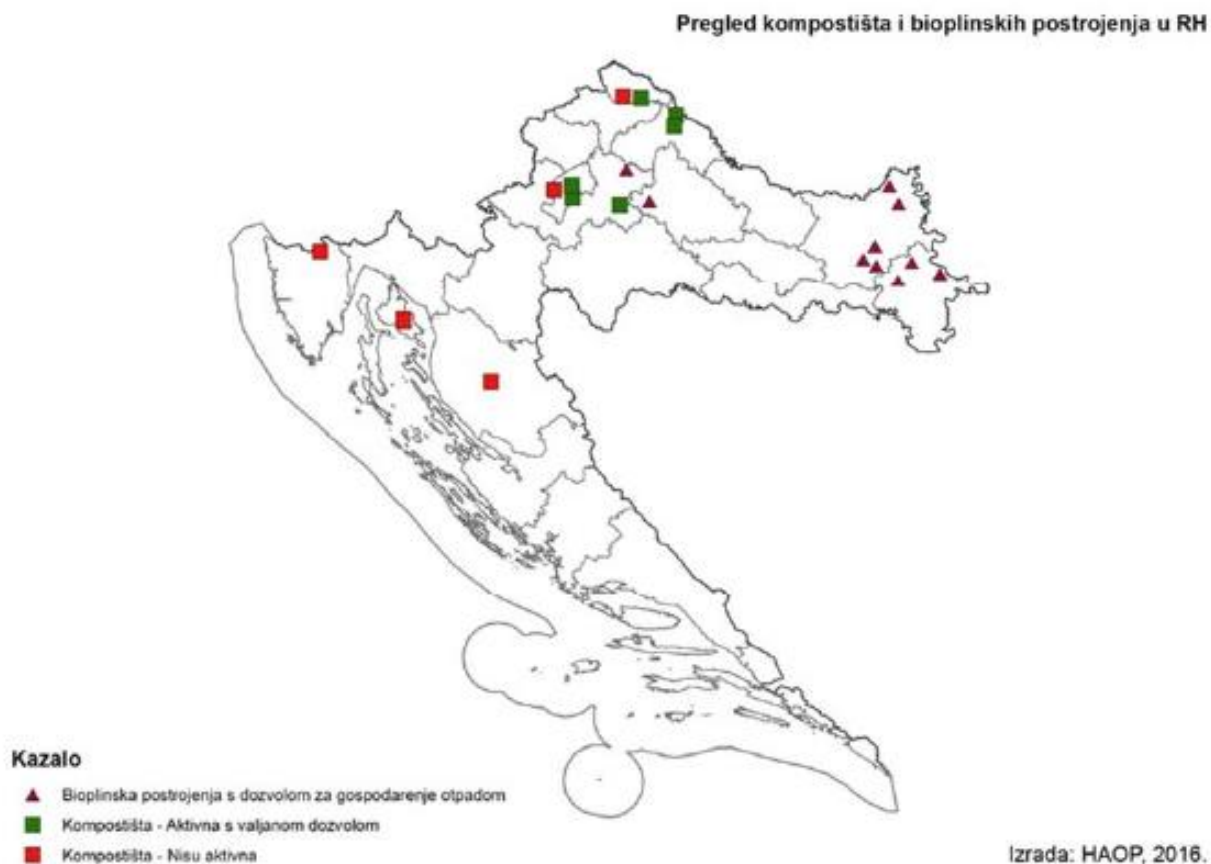 Pregled kompostišta i bioplinskih postrojenja u RH
Kazalo
Bioplinska postrojenja s dozvolom za gospodarenje otpadom
Kompostišta - Aktivna s valjanom dozvolom
Kompostišta - Nisu aktivna
Izrada: HAOP, 2016.